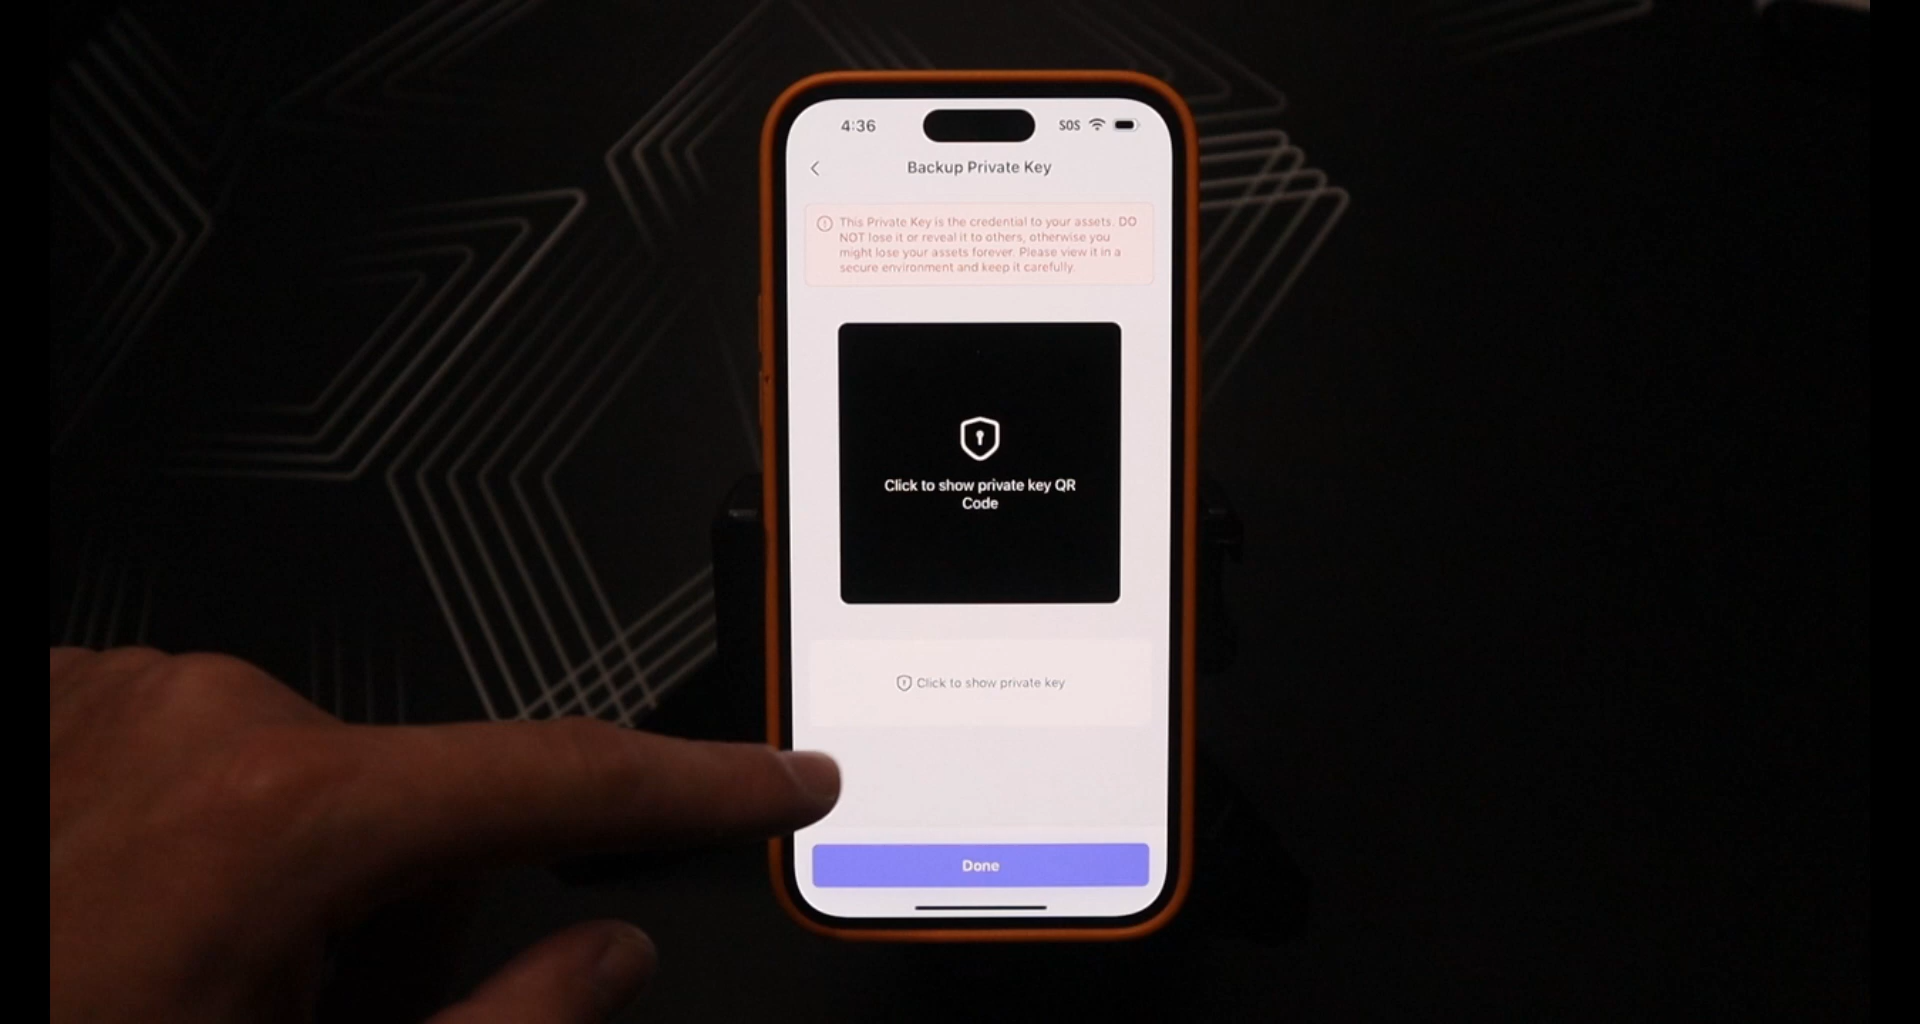 4:36
SOS
Backup Private Key
This Private Key is the credential to your assets. DO
NOT lose it or reveal it to others, otherwise you
might lose your assets forever. Please view it in a
secure environment and keep it carefully.
Click to show private key QR
Code
Click to show private key
Done